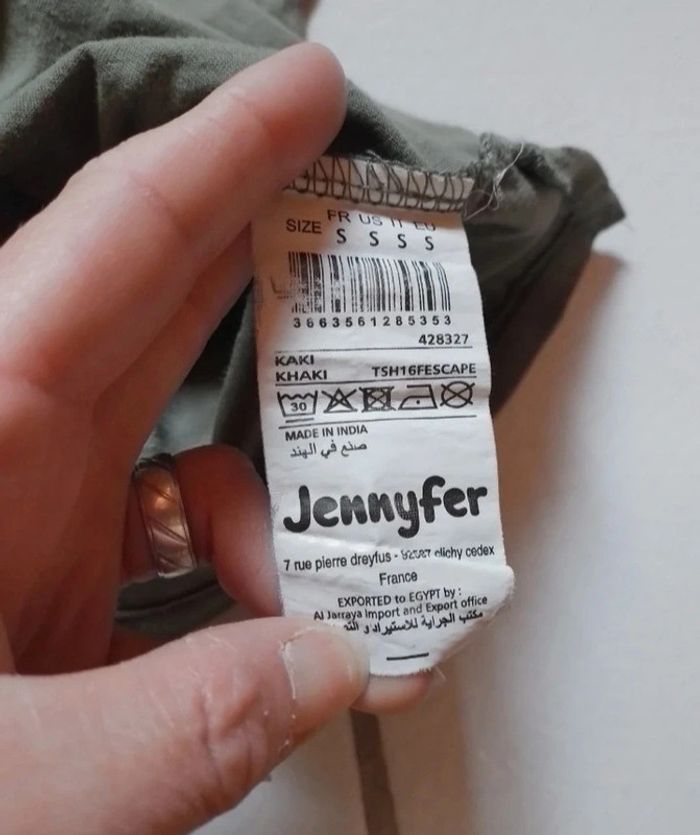 SIZE FR US IT EU
S S S S
3663561285353
428327
KAKI
KHAKI TSH16FESCAPE
30
MADE IN INDIA
صنع في الهند
Jennyfer
7 rue pierre dreyfus - 92587 clichy cedex
France
EXPORTED to EGYPT by :
Al Jarraya Import and Export office
مكتب الجراية للاستيراد و